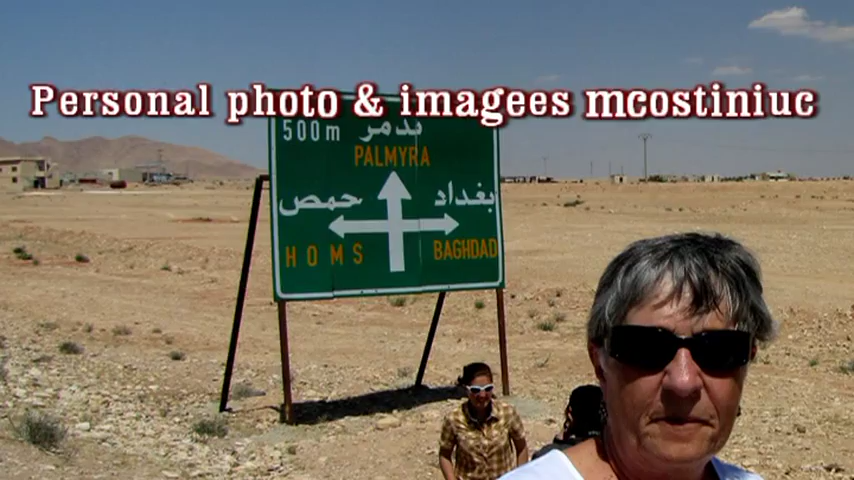 Personal photo & imagees mcostiniuc
500m تدمر
PALMYRA
حمص بغداد
HOMS BAGHDAD